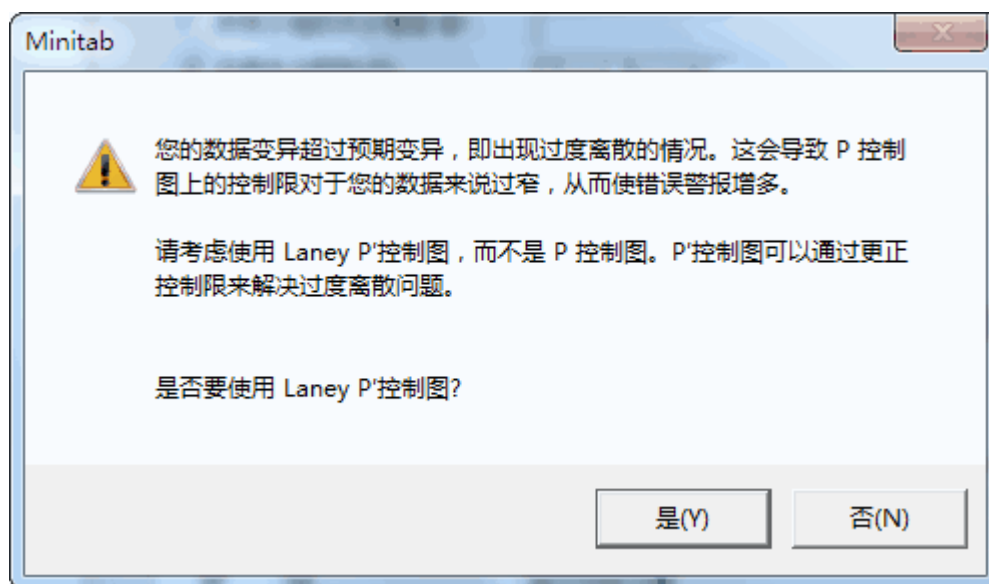 Minitab
您的数据变异超过预期变异，即出现过度离散的情况。这会导致 P 控制
图上的控制限对于您的数据来说过窄，从而使错误警报增多。
请考虑使用 Laney P'控制图，而不是 P 控制图。P'控制图可以通过更正
控制限来解决过度离散问题。
是否要使用 Laney P'控制图?
是(Y)
否(N)